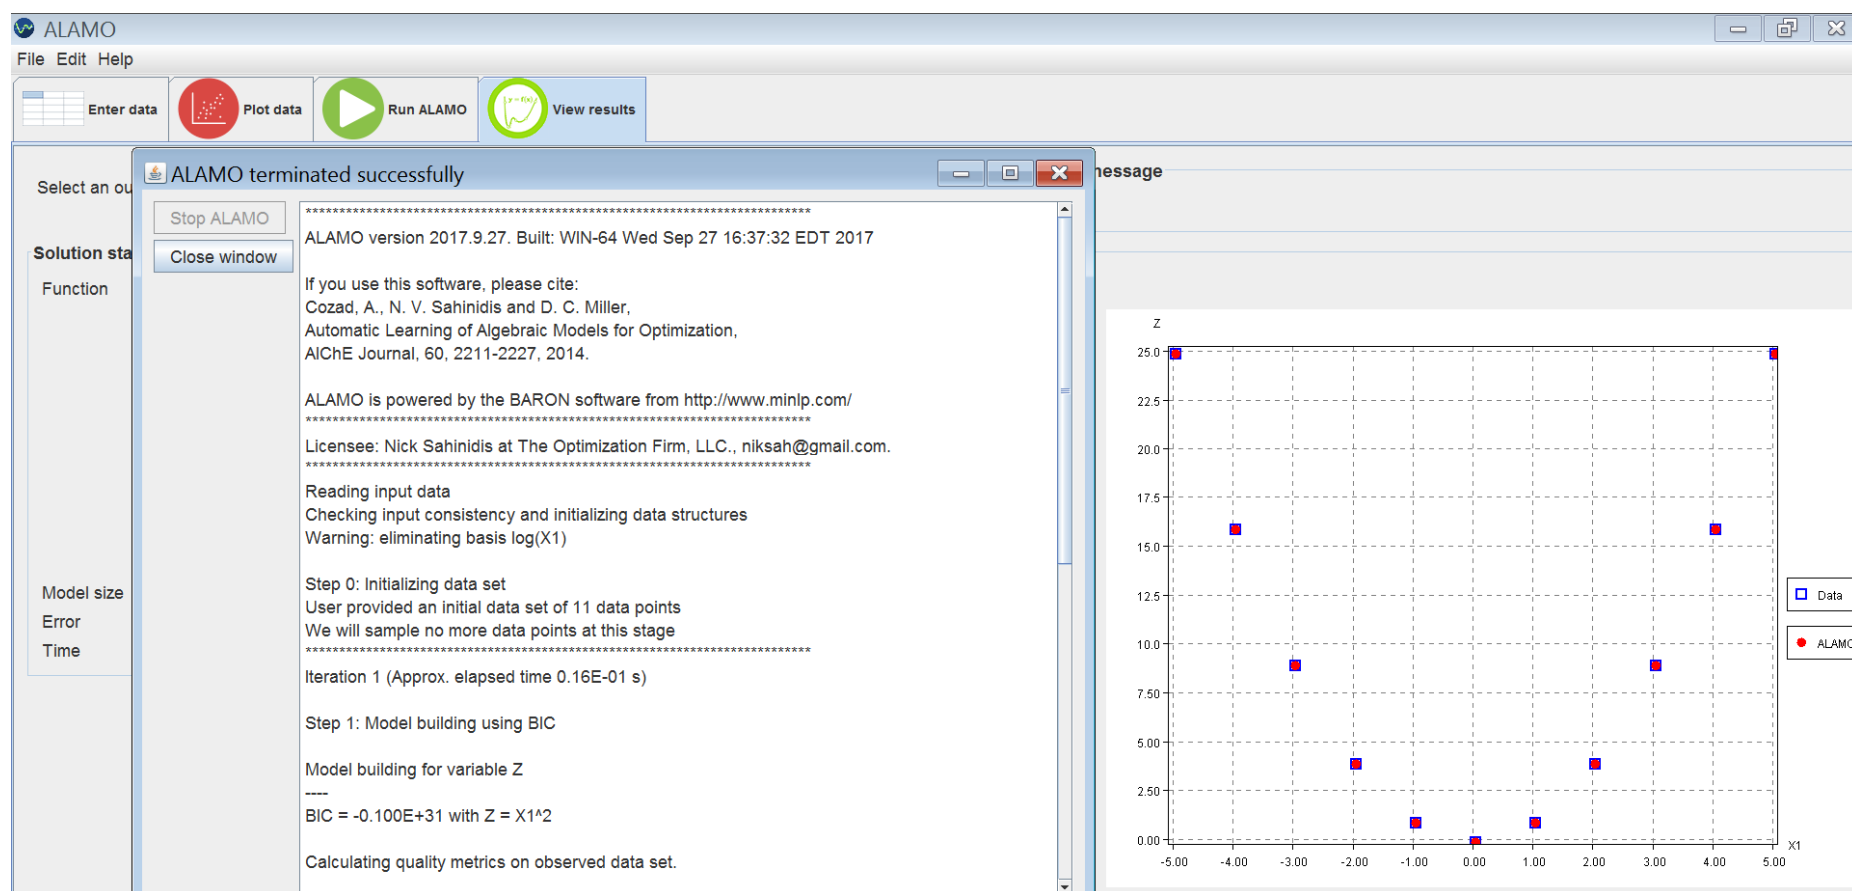 ALAMO
File Edit Help
Enter data
Plot data
Run ALAMO
y = f(x)
View results
Select an ou
ALAMO terminated successfully
message
Stop ALAMO
Close window
Solution sta
Function
Model size
Error
Time
**************************************************************************
ALAMO version 2017.9.27. Built: WIN-64 Wed Sep 27 16:37:32 EDT 2017
If you use this software, please cite:
Cozad, A., N. V. Sahinidis and D. C. Miller,
Automatic Learning of Algebraic Models for Optimization,
AIChE Journal, 60, 2211-2227, 2014.
ALAMO is powered by the BARON software from http://www.minlp.com/
**************************************************************************
Licensee: Nick Sahinidis at The Optimization Firm, LLC., niksah@gmail.com.
**************************************************************************
Reading input data
Checking input consistency and initializing data structures
Warning: eliminating basis log(X1)
Step 0: Initializing data set
User provided an initial data set of 11 data points
We will sample no more data points at this stage
**************************************************************************
Iteration 1 (Approx. elapsed time 0.16E-01 s)
Step 1: Model building using BIC
Model building for variable Z
----
BIC = -0.100E+31 with Z = X1^2
Calculating quality metrics on observed data set.
Z
25.0
22.5
20.0
17.5
15.0
12.5
10.0
7.50
5.00
2.50
0.00
-5.00 -4.00 -3.00 -2.00 -1.00 0.00 1.00 2.00 3.00 4.00 5.00
X1
Data
ALAMO